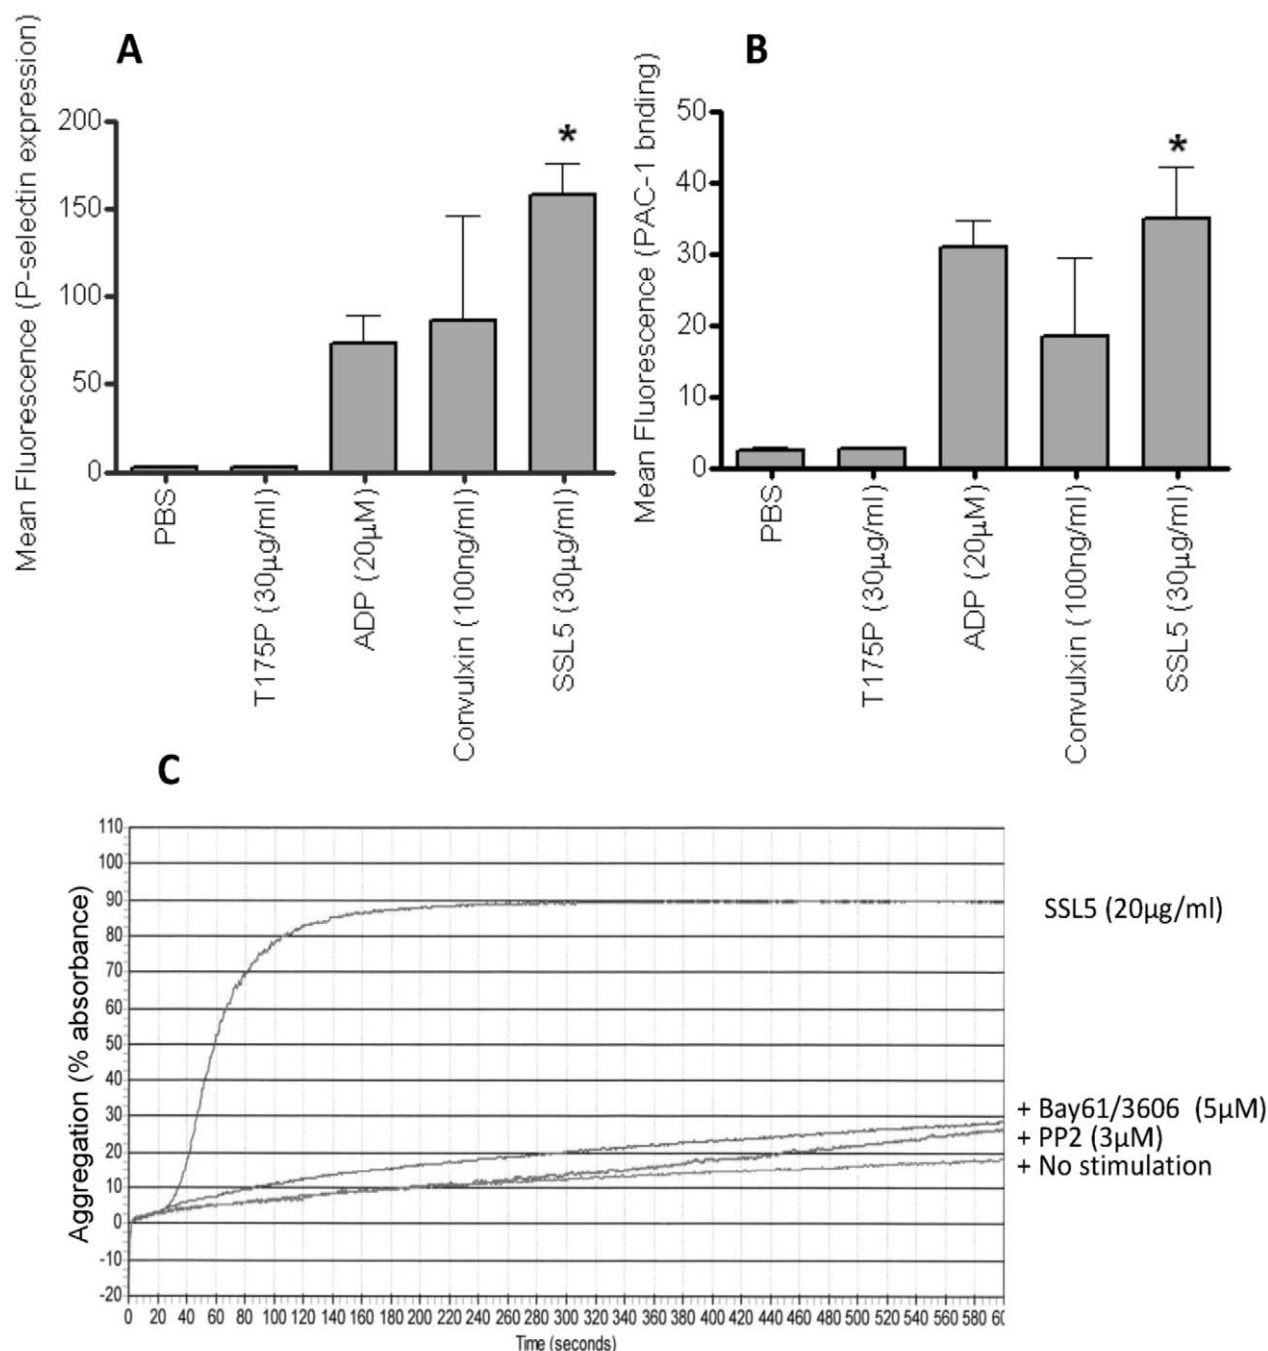 A
Mean Fluorescence (P-selectin expression)
200
150
100
50
0
PBS
T175P (30µg/ml)
ADP (20µM)
Convulxin (100ng/ml)
SSL5 (30µg/ml)
*
B
Mean Fluorescence (PAC-1 bnding)
50
40
30
20
10
0
PBS
T175P (30µg/ml)
ADP (20µM)
Convulxin (100ng/ml)
SSL5 (30µg/ml)
*
C
Aggregation (% absorbance)
110
100
90
80
70
60
50
40
30
20
10
0
-10
-20
0 20 40 60 80 100 120 140 160 180 200 220 240 260 280 300 320 340 360 380 400 420 440 460 480 500 520 540 560 580 60
Time (seconds)
SSL5 (20µg/ml)
+ Bay61/3606 (5µM)
+ PP2 (3µM)
+ No stimulation